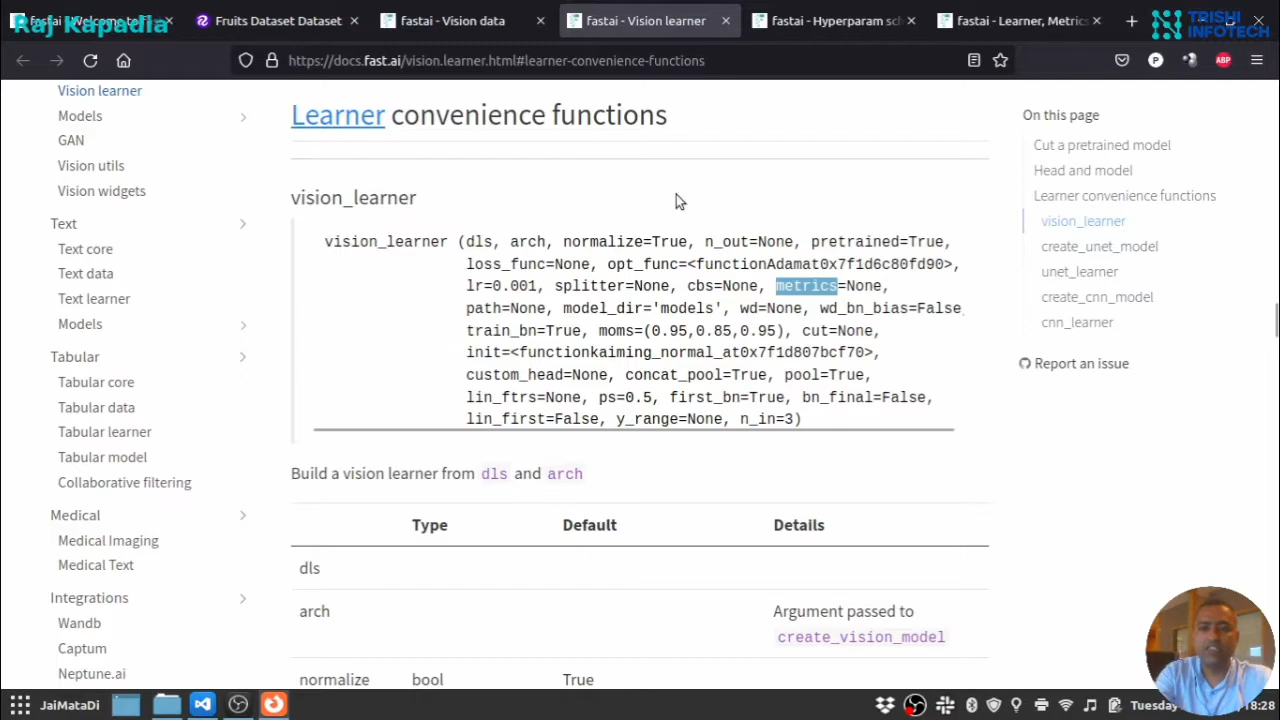 Raj Kapadia
Fruits Dataset Dataset
fastai - Vision data
fastai - Vision learner
fastai - Hyperparam sch
fastai - Learner, Metrics
TRISHI
INFOTECH
https://docs.fast.ai/vision.learner.html#learner-convenience-functions
P
ABP
Vision learner
Models
GAN
Vision utils
Vision widgets
Text
Text core
Text data
Text learner
Models
Tabular
Tabular core
Tabular data
Tabular learner
Tabular model
Collaborative filtering
Medical
Medical Imaging
Medical Text
Integrations
Wandb
Captum
Neptune.ai
Learner convenience functions
vision_learner
vision_learner (dls, arch, normalize=True, n_out=None, pretrained=True,
loss_func=None, opt_func=<functionAdamat0x7f1d6c80fd90>,
lr=0.001, splitter=None, cbs=None, metrics=None,
path=None, model_dir='models', wd=None, wd_bn_bias=False,
train_bn=True, moms=(0.95,0.85,0.95), cut=None,
init=<functionkaiming_normal_at0x7f1d807bcf70>,
custom_head=None, concat_pool=True, pool=True,
lin_ftrs=None, ps=0.5, first_bn=True, bn_final=False,
lin_first=False, y_range=None, n_in=3)
Build a vision learner from dls and arch
Type Default Details
dls
arch Argument passed to
create_vision_model
normalize bool True
On this page
Cut a pretrained model
Head and model
Learner convenience functions
vision_learner
create_unet_model
unet_learner
create_cnn_model
cnn_learner
Report an issue
JaiMataDi
Tuesday
18:28